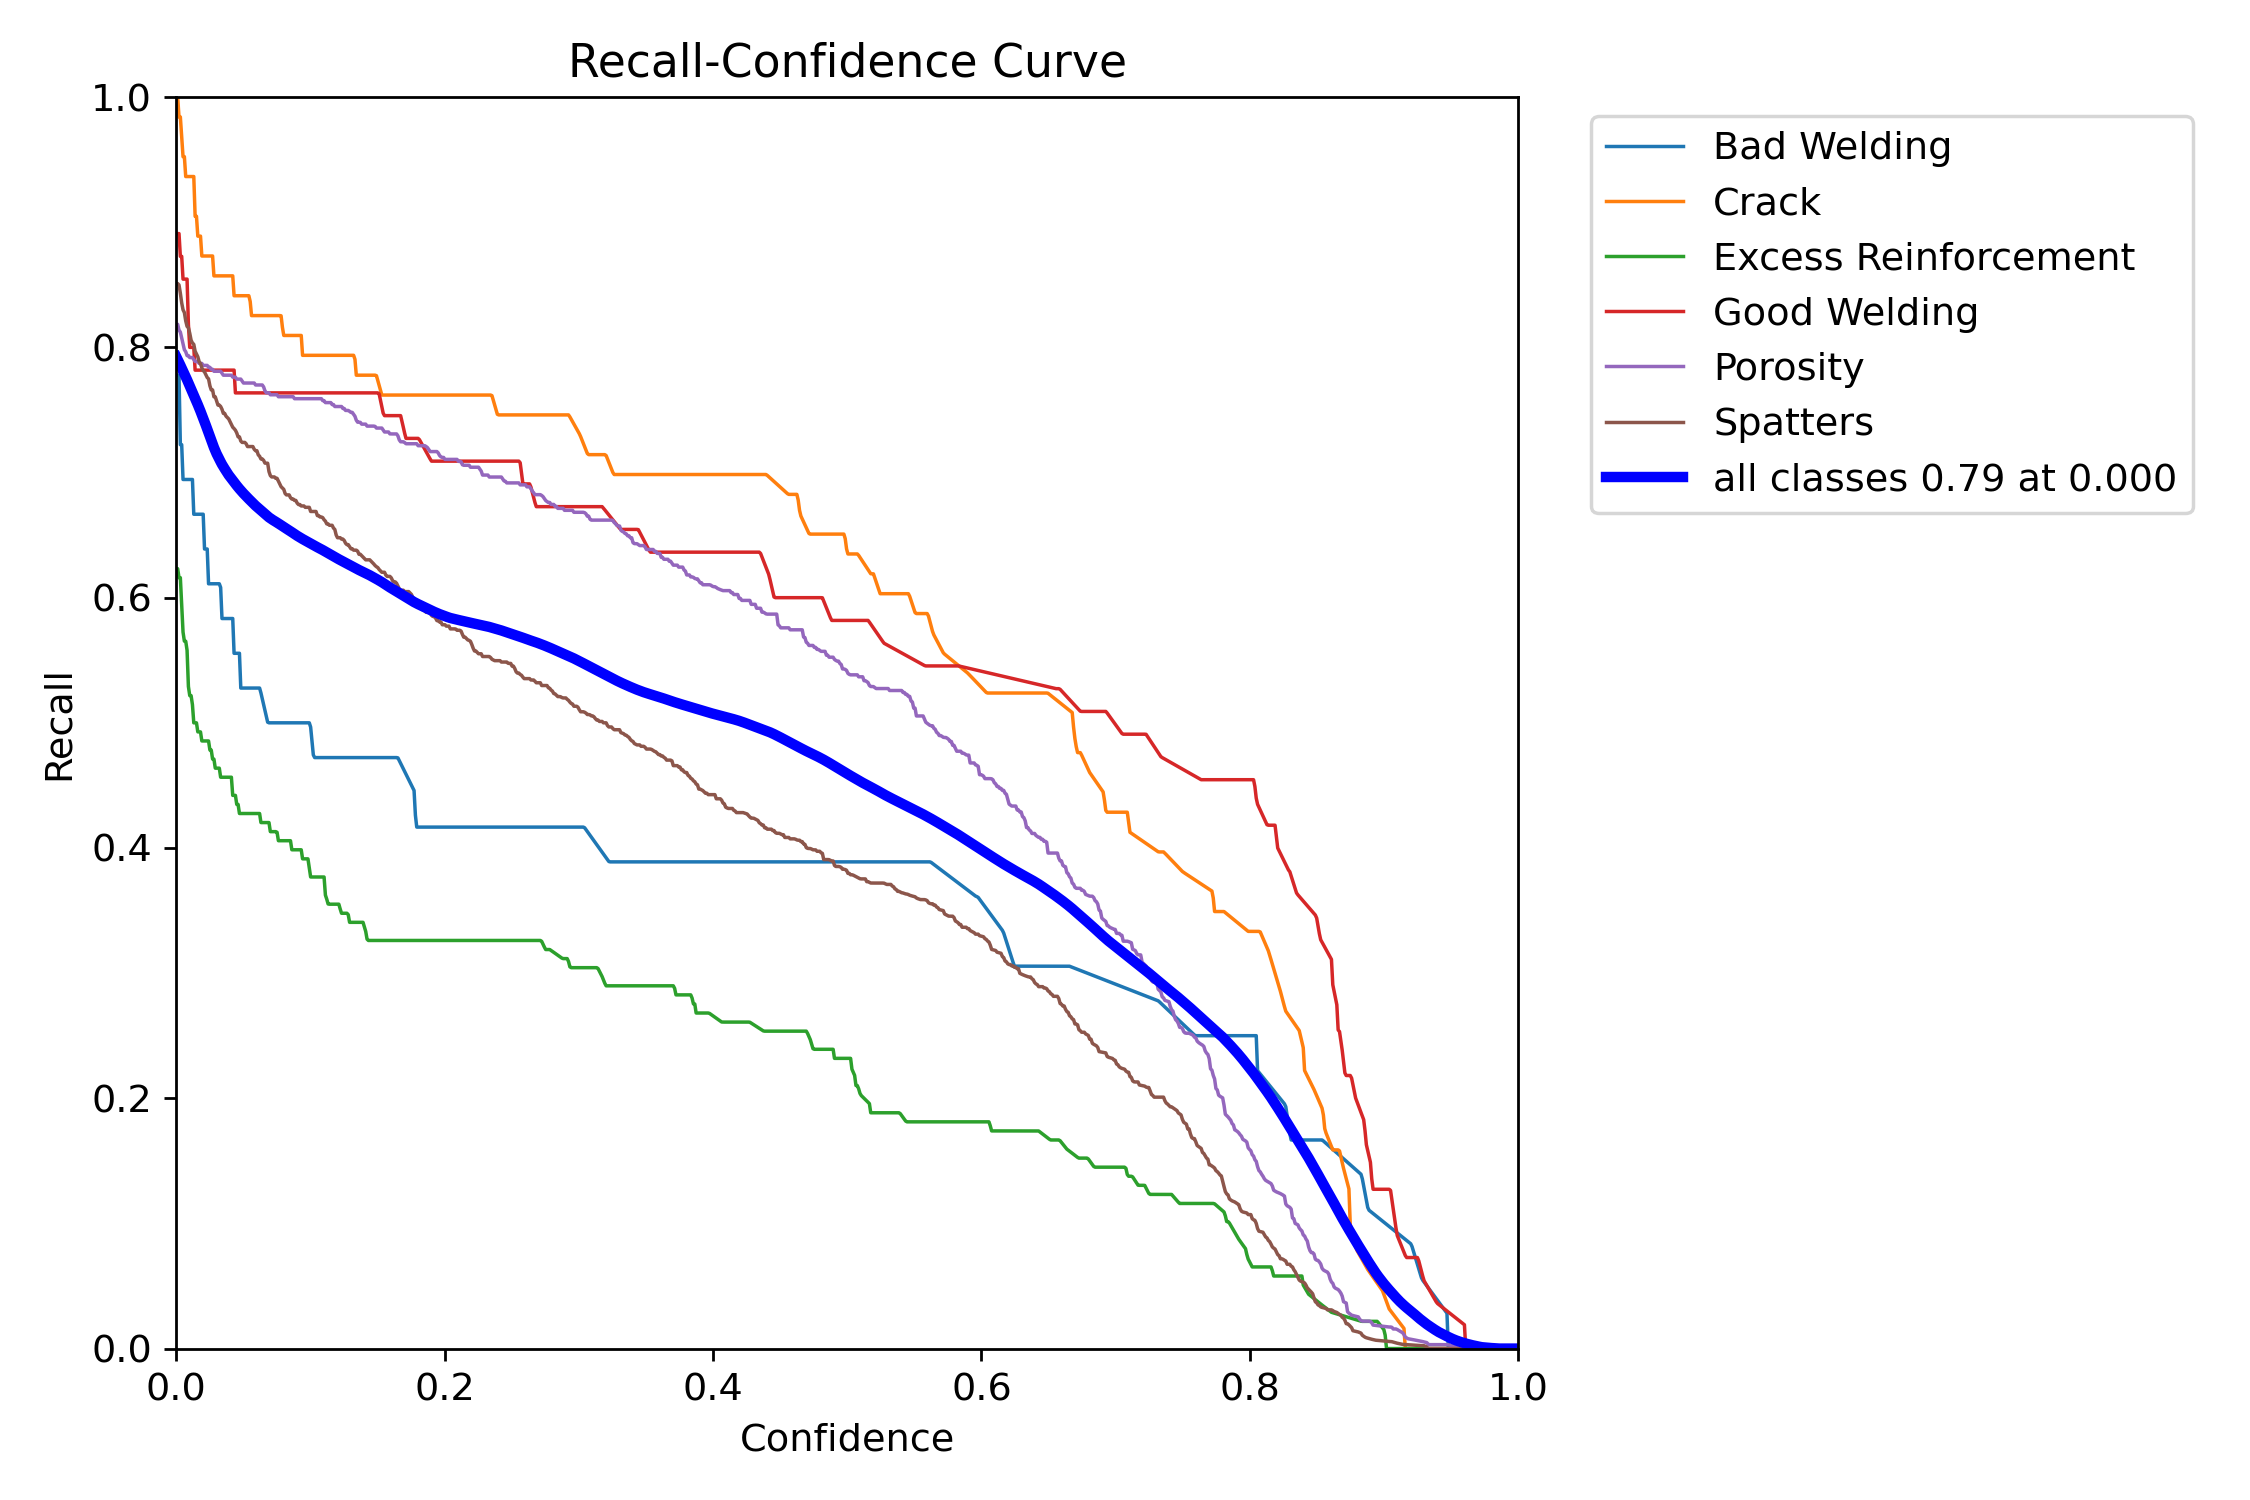 Recall-Confidence Curve
1.0
0.8
0.6
0.4
0.2
0.0
Recall
0.0 0.2 0.4 0.6 0.8 1.0
Confidence
Bad Welding
Crack
Excess Reinforcement
Good Welding
Porosity
Spatters
all classes 0.79 at 0.000